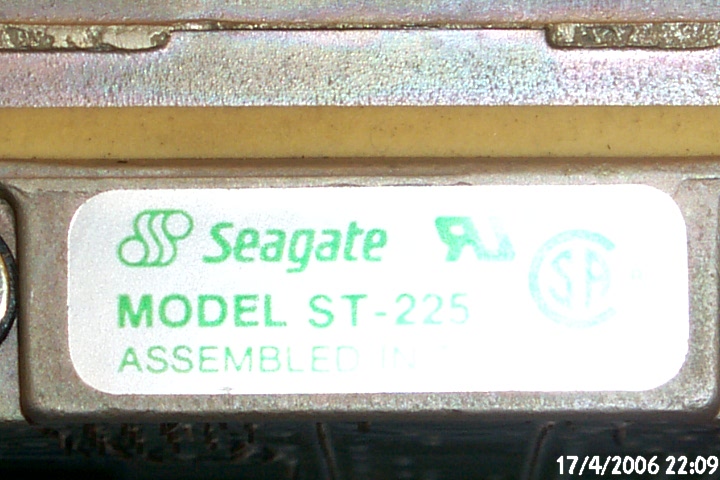 Seagate
MODEL ST-225
ASSEMBLED IN
17/4/2006 22:09